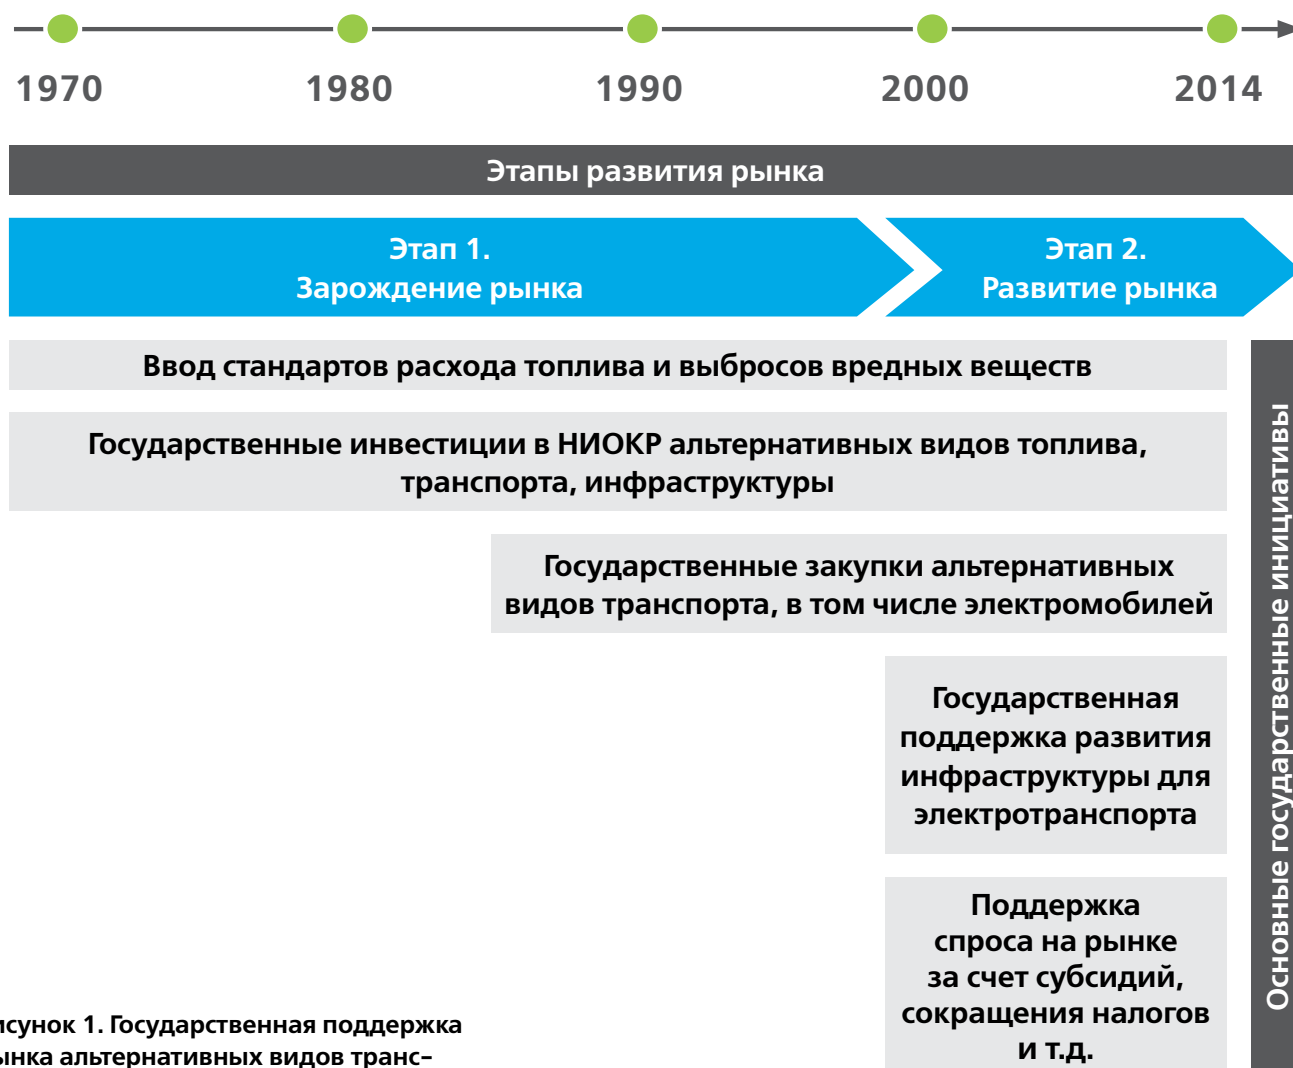 1970 1980 1990 2000 2014
Этапы развития рынка
Этап 1.
Зарождение рынка
Этап 2.
Развитие рынка
Ввод стандартов расхода топлива и выбросов вредных веществ
Государственные инвестиции в НИОКР альтернативных видов топлива,
транспорта, инфраструктуры
Государственные закупки альтернативных
видов транспорта, в том числе электромобилей
Государственная
поддержка развития
инфраструктуры для
электротранспорта
Поддержка
спроса на рынке
за счет субсидий,
сокращения налогов
и т.д.
Основные государственные инициативы
исунок 1. Государственная поддержка
ынка альтернативных видов транс-